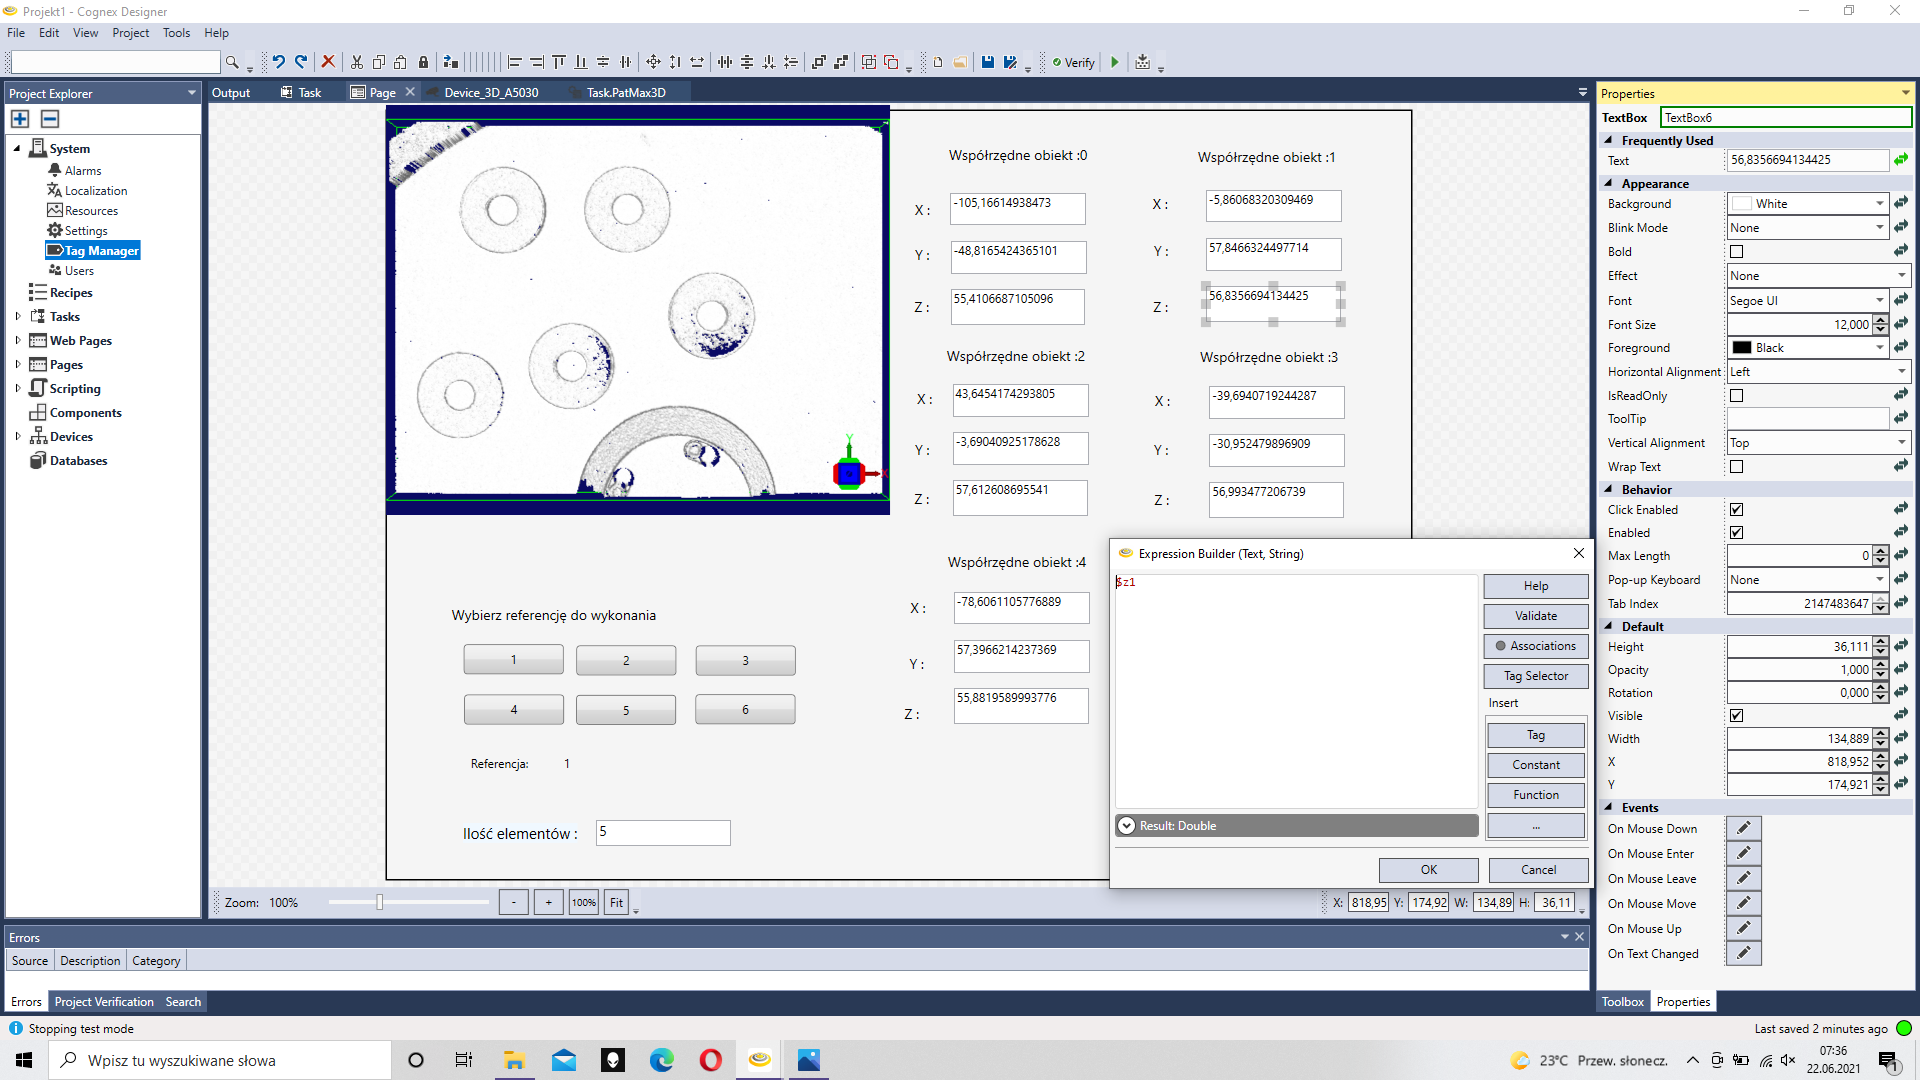 Projekt1 - Cognex Designer
File Edit View Project Tools Help
Verify
Project Explorer
System
Alarms
Localization
Resources
Settings
Tag Manager
Users
Recipes
Tasks
Web Pages
Pages
Scripting
Components
Devices
Databases
Output Task Page Device_3D_A5030 Task.PatMax3D
Y
X
Współrzędne obiekt :0
X : -105,16614938473
Y : -48,8165424365101
Z : 55,4106687105096
Współrzędne obiekt :1
X : -5,86068320309469
Y : 57,8466324497714
Z : 56,8356694134425
Współrzędne obiekt :2
X : 43,6454174293805
Y : -3,69040925178628
Z : 57,612608695541
Współrzędne obiekt :3
X : -39,6940719244287
Y : -30,952479896909
Z : 56,993477206739
Współrzędne obiekt :4
X : -78,6061105776889
Y : 57,3966214237369
Z : 55,8819589993776
Wybierz referencję do wykonania
1 2 3
4 5 6
Referencja: 1
Ilość elementów : 5
Expression Builder (Text, String)
$z1
Help
Validate
Associations
Tag Selector
Insert
Tag
Constant
Function
...
Result: Double
OK Cancel
Zoom: 100% - + 100% Fit
X: 818,95 Y: 174,92 W: 134,89 H: 36,11
Properties
TextBox TextBox6
Frequently Used
Text 56,8356694134425
Appearance
Background White
Blink Mode None
Bold
Effect None
Font Segoe UI
Font Size 12,000
Foreground Black
Horizontal Alignment Left
IsReadOnly
ToolTip
Vertical Alignment Top
Wrap Text
Behavior
Click Enabled
Enabled
Max Length 0
Pop-up Keyboard None
Tab Index 2147483647
Default
Height 36,111
Opacity 1,000
Rotation 0,000
Visible
Width 134,889
X 818,952
Y 174,921
Events
On Mouse Down
On Mouse Enter
On Mouse Leave
On Mouse Move
On Mouse Up
On Text Changed
Toolbox Properties
Errors
Source Description Category
Errors Project Verification Search
Stopping test mode
Last saved 2 minutes ago
Wpisz tu wyszukiwane słowa
23°C Przew. słonecz.
07:36
22.06.2021
1